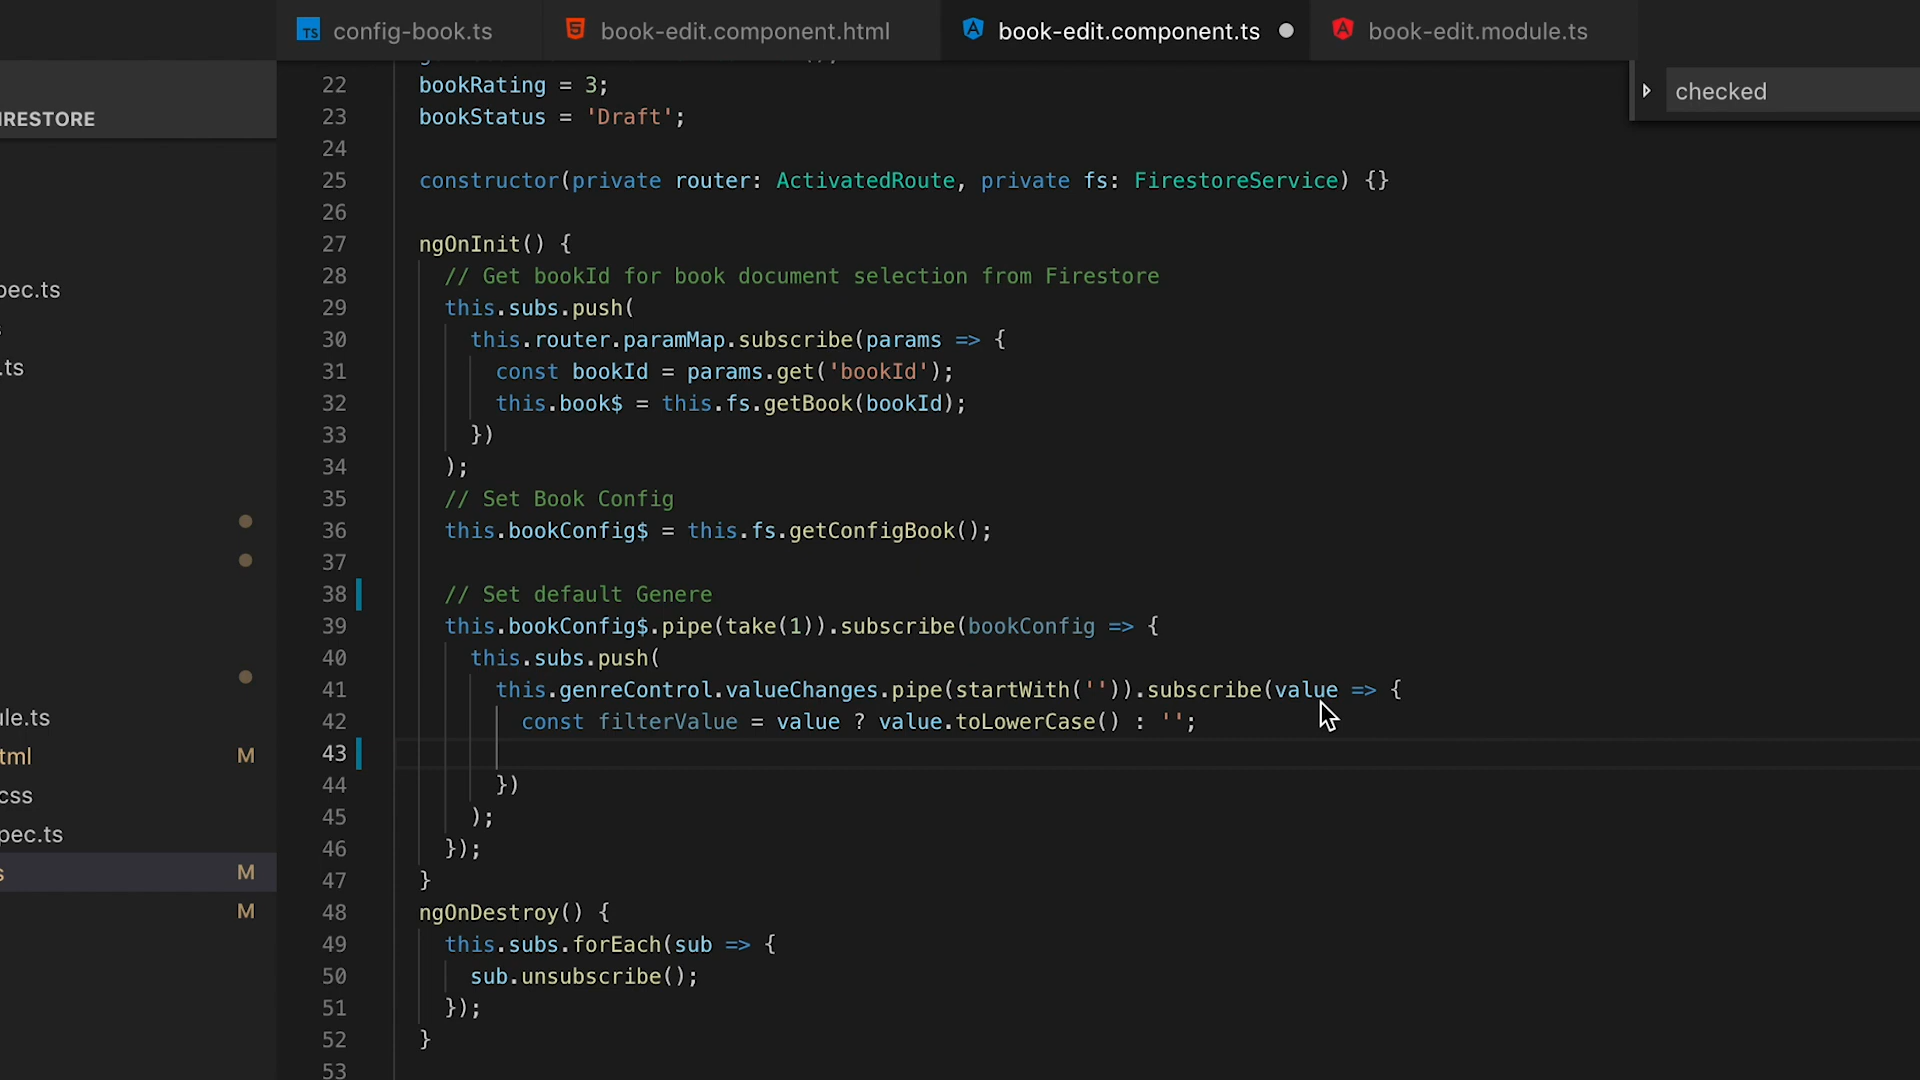 config-book.ts
book-edit.component.html
book-edit.component.ts
book-edit.module.ts
checked
IRESTORE
pec.ts
.ts
le.ts
tml M
css
pec.ts
s M
M
22 bookRating = 3;
23 bookStatus = 'Draft';
24
25 constructor(private router: ActivatedRoute, private fs: FirestoreService) {}
26
27 ngOnInit() {
28 // Get bookId for book document selection from Firestore
29 this.subs.push(
30 this.router.paramMap.subscribe(params => {
31 const bookId = params.get('bookId');
32 this.book$ = this.fs.getBook(bookId);
33 })
34 );
35 // Set Book Config
36 this.bookConfig$ = this.fs.getConfigBook();
37
38 // Set default Genere
39 this.bookConfig$.pipe(take(1)).subscribe(bookConfig => {
40 this.subs.push(
41 this.genreControl.valueChanges.pipe(startWith('')).subscribe(value => {
42 const filterValue = value ? value.toLowerCase() : '';
43
44 })
45 );
46 });
47 }
48 ngOnDestroy() {
49 this.subs.forEach(sub => {
50 sub.unsubscribe();
51 });
52 }
53